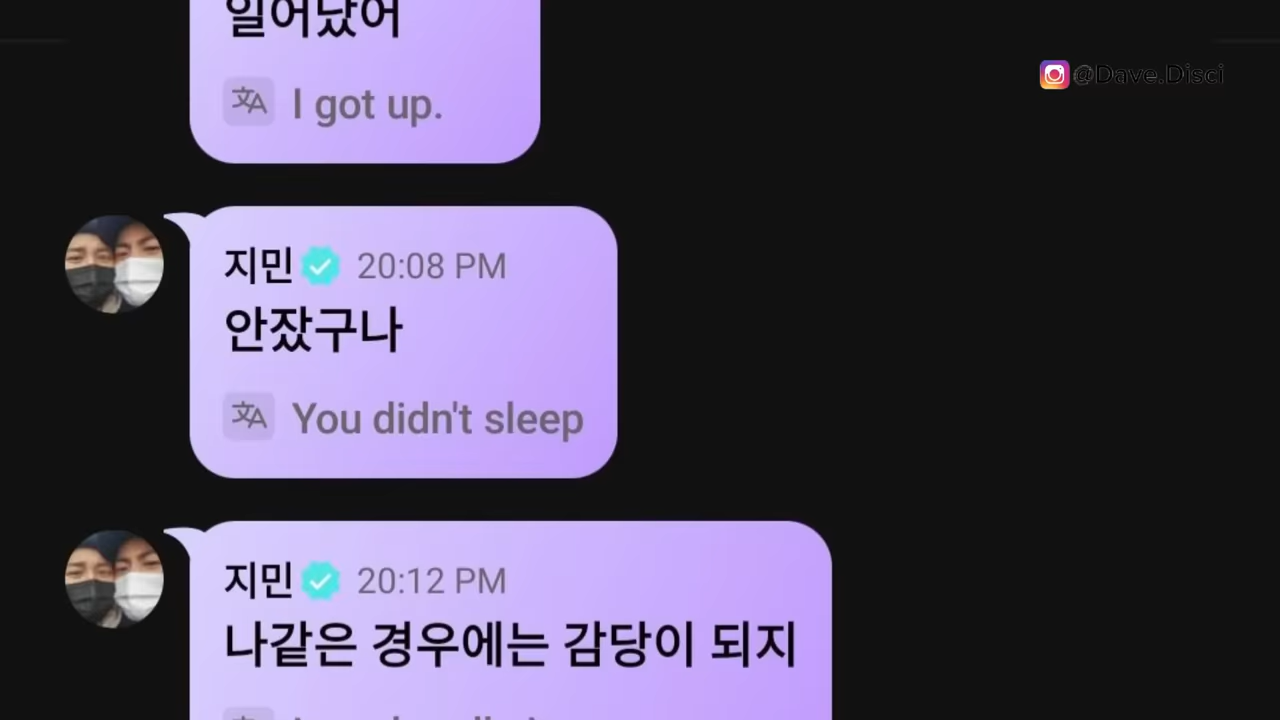 일어났어
I got up.
@Dave.Disci
지민 20:08 PM
안잤구나
You didn't sleep
지민 20:12 PM
나같은 경우에는 감당이 되지